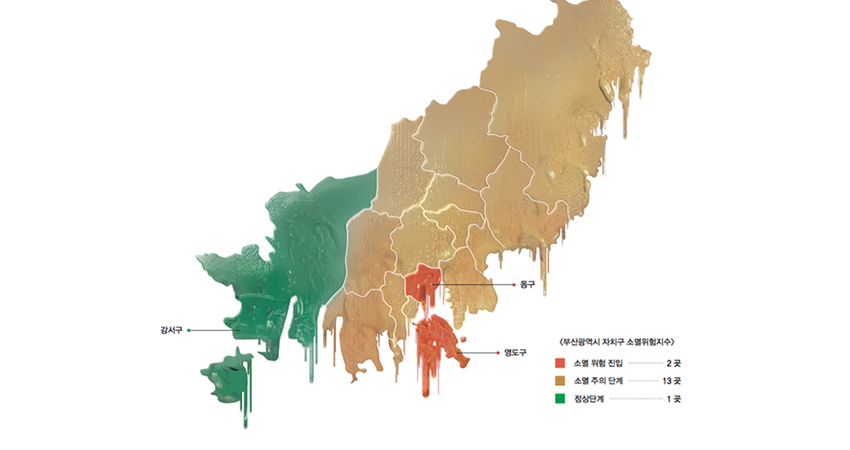 동구
강서구
영도구
<부산광역시 자치구 소멸위험지수>
소멸 위험 진입 2 곳
소멸 주의 단계 13 곳
정상단계 1 곳